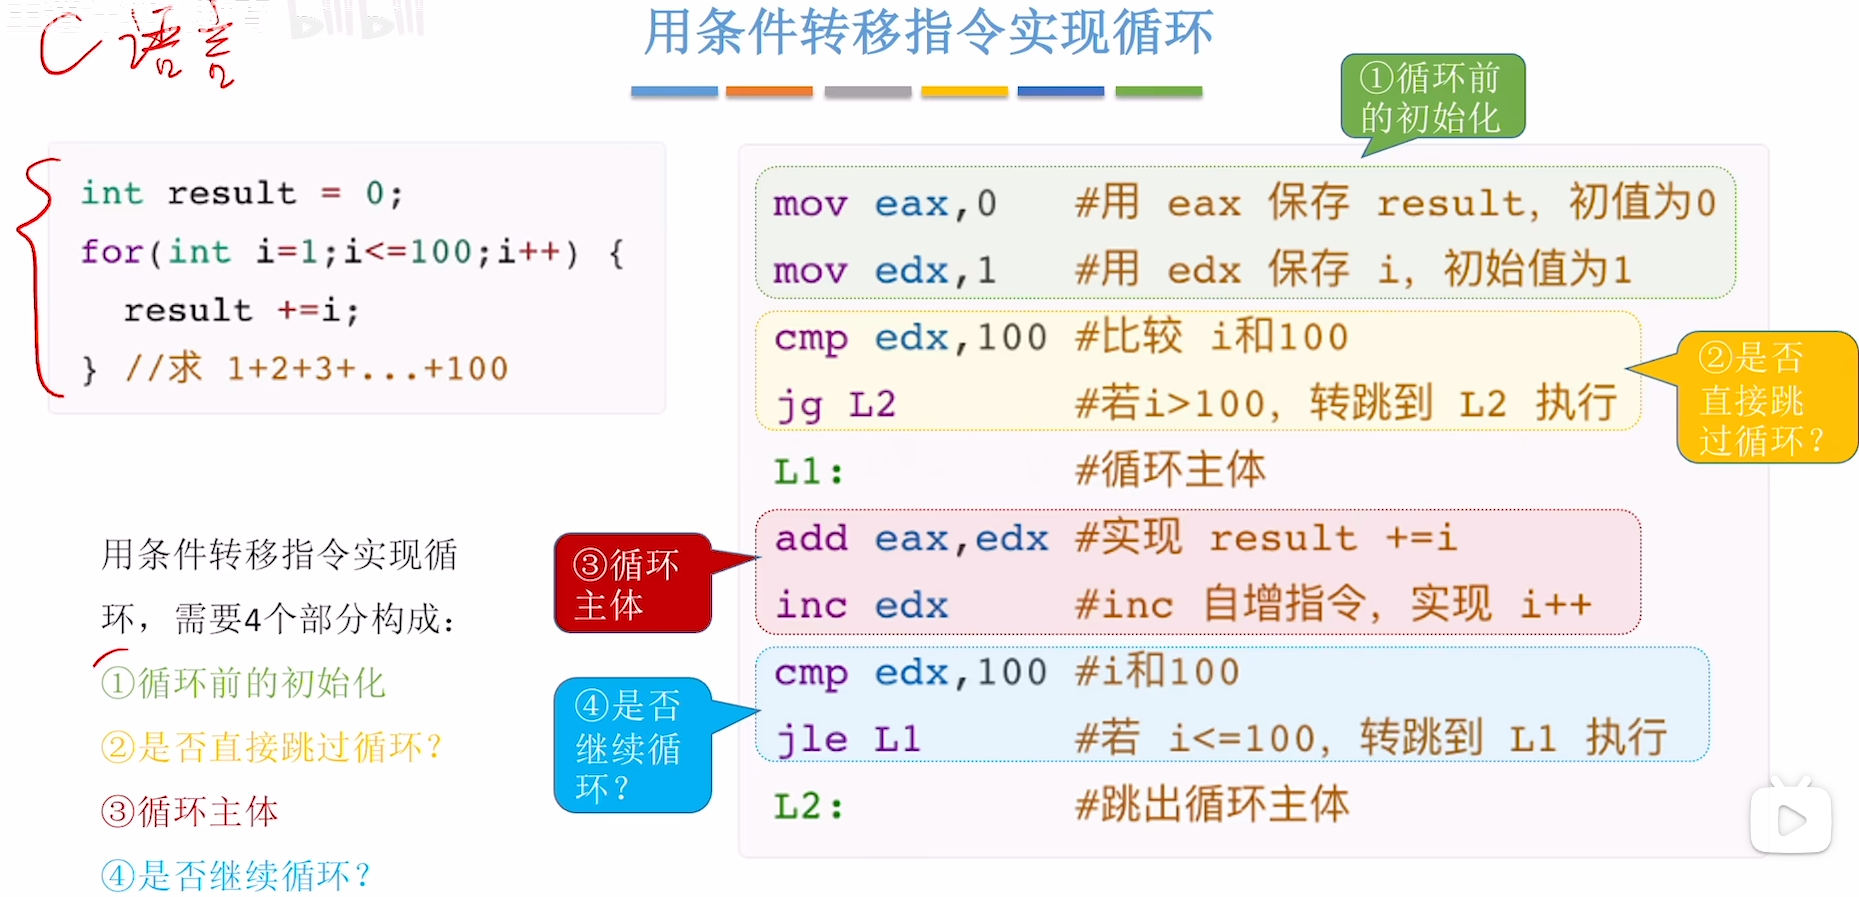 C语言
bilibili
用条件转移指令实现循环
int result = 0;
for(int i=1;i<=100;i++) {
result +=i;
} //求 1+2+3+...+100
用条件转移指令实现循
环，需要4个部分构成：
①循环前的初始化
②是否直接跳过循环？
③循环主体
④是否继续循环？
①循环前
的初始化
mov eax,0 #用 eax 保存 result，初值为0
mov edx,1 #用 edx 保存 i，初始值为1
cmp edx,100 #比较 i和100
jg L2 #若i>100，转跳到 L2 执行
②是否
直接跳
过循环？
L1: #循环主体
③循环
主体
add eax,edx #实现 result +=i
inc edx #inc 自增指令，实现 i++
④是否
继续循
环？
cmp edx,100 #i和100
jle L1 #若 i<=100，转跳到 L1 执行
L2: #跳出循环主体